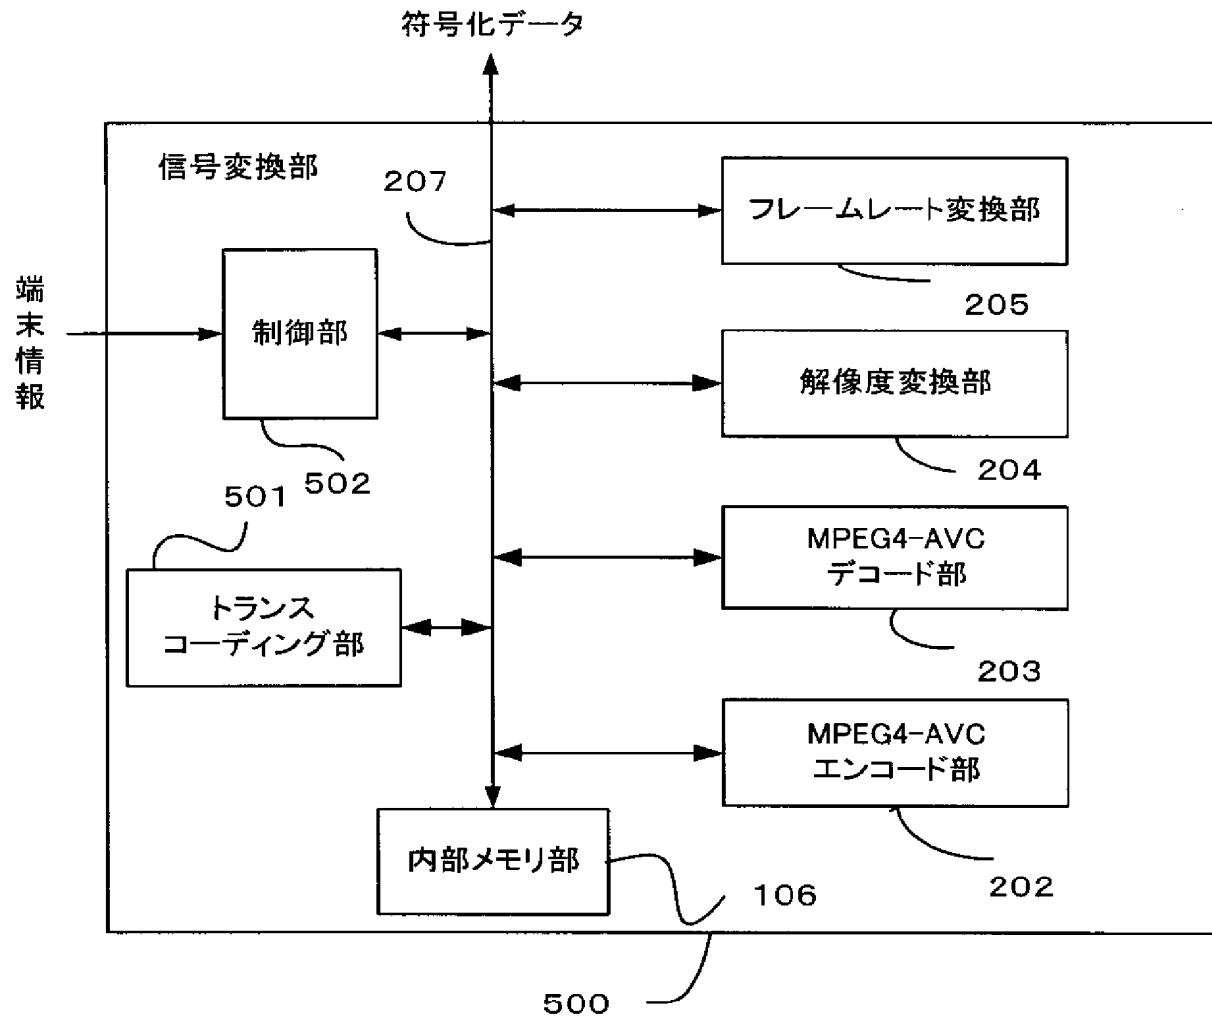 符号化データ
信号変換部
207
フレームレート変換部
205
端末情報
制御部
502
解像度変換部
204
501
トランス
コーディング部
MPEG4-AVC
デコード部
203
MPEG4-AVC
エンコード部
202
内部メモリ部
106
500